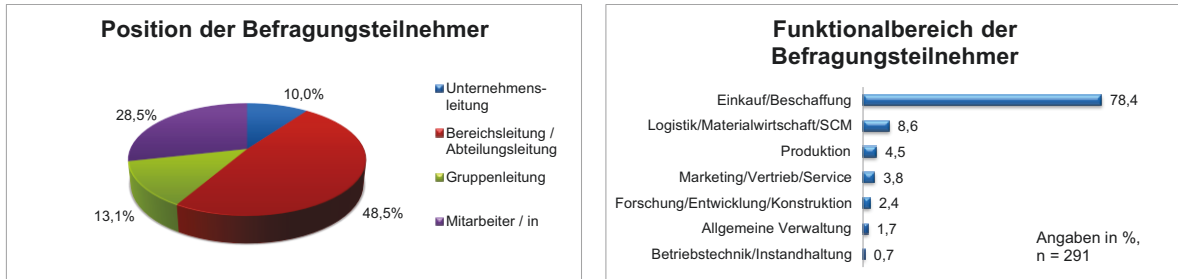 Position der Befragungsteilnehmer
10,0%
28,5%
13,1%
48,5%
Unternehmens-
leitung
Bereichsleitung /
Abteilungsleitung
Gruppenleitung
Mitarbeiter / in
Funktionalbereich der
Befragungsteilnehmer
Einkauf/Beschaffung 78,4
Logistik/Materialwirtschaft/SCM 8,6
Produktion 4,5
Marketing/Vertrieb/Service 3,8
Forschung/Entwicklung/Konstruktion 2,4
Allgemeine Verwaltung 1,7
Betriebstechnik/Instandhaltung 0,7
Angaben in %,
n = 291